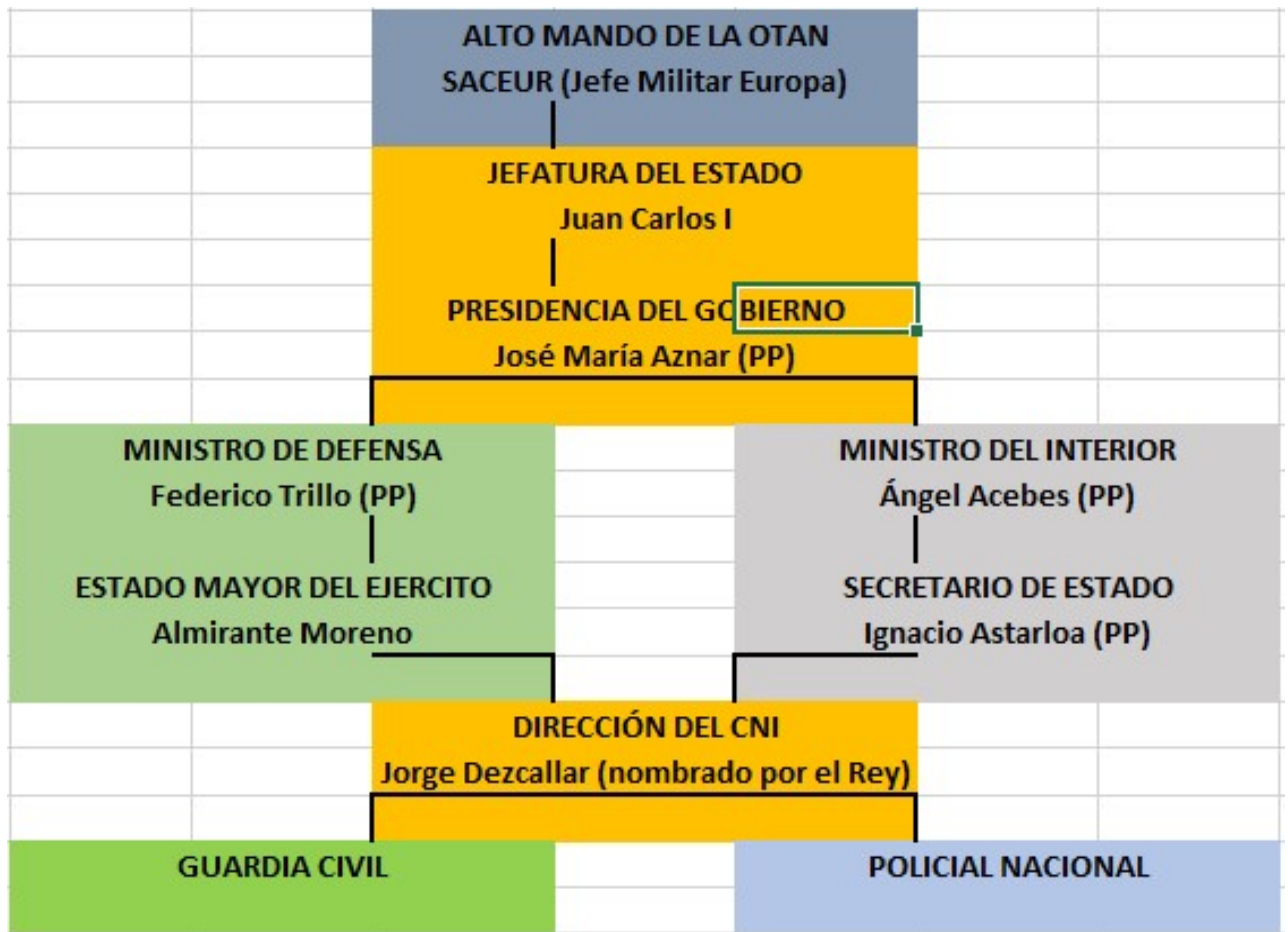 ALTO MANDO DE LA OTAN
SACEUR (Jefe Militar Europa)
JEFATURA DEL ESTADO
Juan Carlos I
PRESIDENCIA DEL GOBIERNO
José María Aznar (PP)
MINISTRO DE DEFENSA
Federico Trillo (PP)
ESTADO MAYOR DEL EJERCITO
Almirante Moreno
MINISTRO DEL INTERIOR
Ángel Acebes (PP)
SECRETARIO DE ESTADO
Ignacio Astarloa (PP)
DIRECCIÓN DEL CNI
Jorge Dezcallar (nombrado por el Rey)
GUARDIA CIVIL
POLICIAL NACIONAL